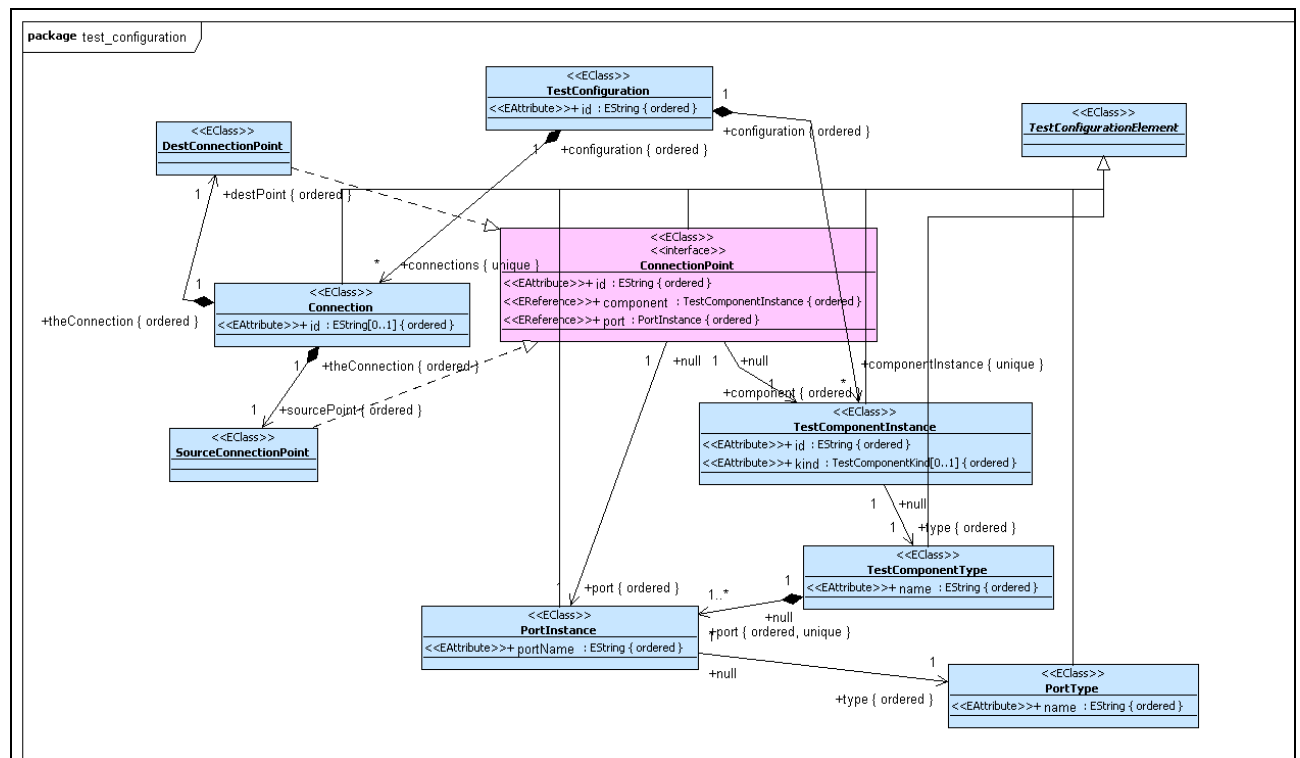 package test_configuration
<<EClass>>
TestConfiguration
<<EAttribute>>+ id : EString { ordered }
1
+configuration { ordered }
1
+configuration { ordered }
<<EClass>>
TestConfigurationElement
<<EClass>>
DestConnectionPoint
1
+destPoint { ordered }
<<EClass>>
<<interface>>
ConnectionPoint
<<EAttribute>>+ id : EString { ordered }
<<EReference>>+ component : TestComponentInstance { ordered }
<<EReference>>+ port : PortInstance { ordered }
*
+connections { unique }
1
+theConnection { ordered }
<<EClass>>
Connection
<<EAttribute>>+ id : EString[0..1] { ordered }
1
+theConnection { ordered }
1
+sourcePoint { ordered }
<<EClass>>
SourceConnectionPoint
1
+null
1
+null
1
+component { ordered }
*
+componentInstance { unique }
<<EClass>>
TestComponentInstance
<<EAttribute>>+ id : EString { ordered }
<<EAttribute>>+ kind : TestComponentKind[0..1] { ordered }
1
+null
1
+type { ordered }
<<EClass>>
TestComponentType
<<EAttribute>>+ name : EString { ordered }
1
+null
1..*
+port { ordered, unique }
1
+port { ordered }
<<EClass>>
PortInstance
<<EAttribute>>+ portName : EString { ordered }
1
+null
1
+type { ordered }
<<EClass>>
PortType
<<EAttribute>>+ name : EString { ordered }